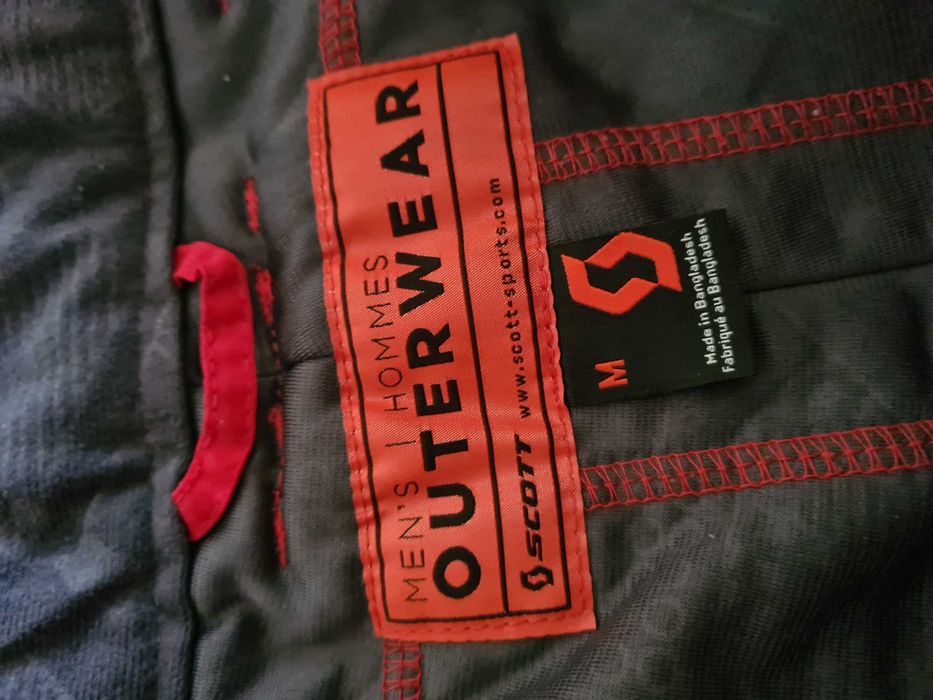 MEN'S | HOMMES
OUTERWEAR
SCOTT www.scott-sports.com
M
Made in Bangladesh
Fabriqué au Bangladesh